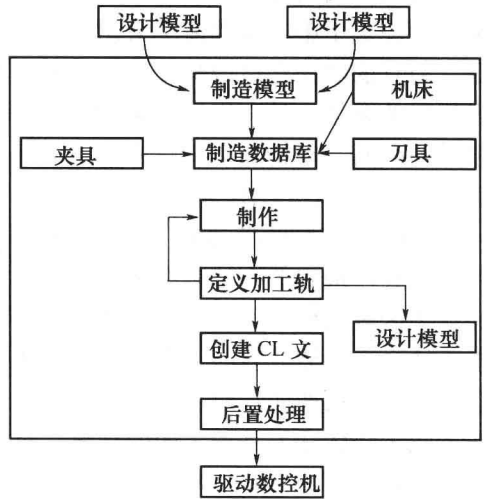 设计模型
设计模型
制造模型
机床
夹具
制造数据库
刀具
制作
定义加工轨
设计模型
创建 CL 文
后置处理
驱动数控机